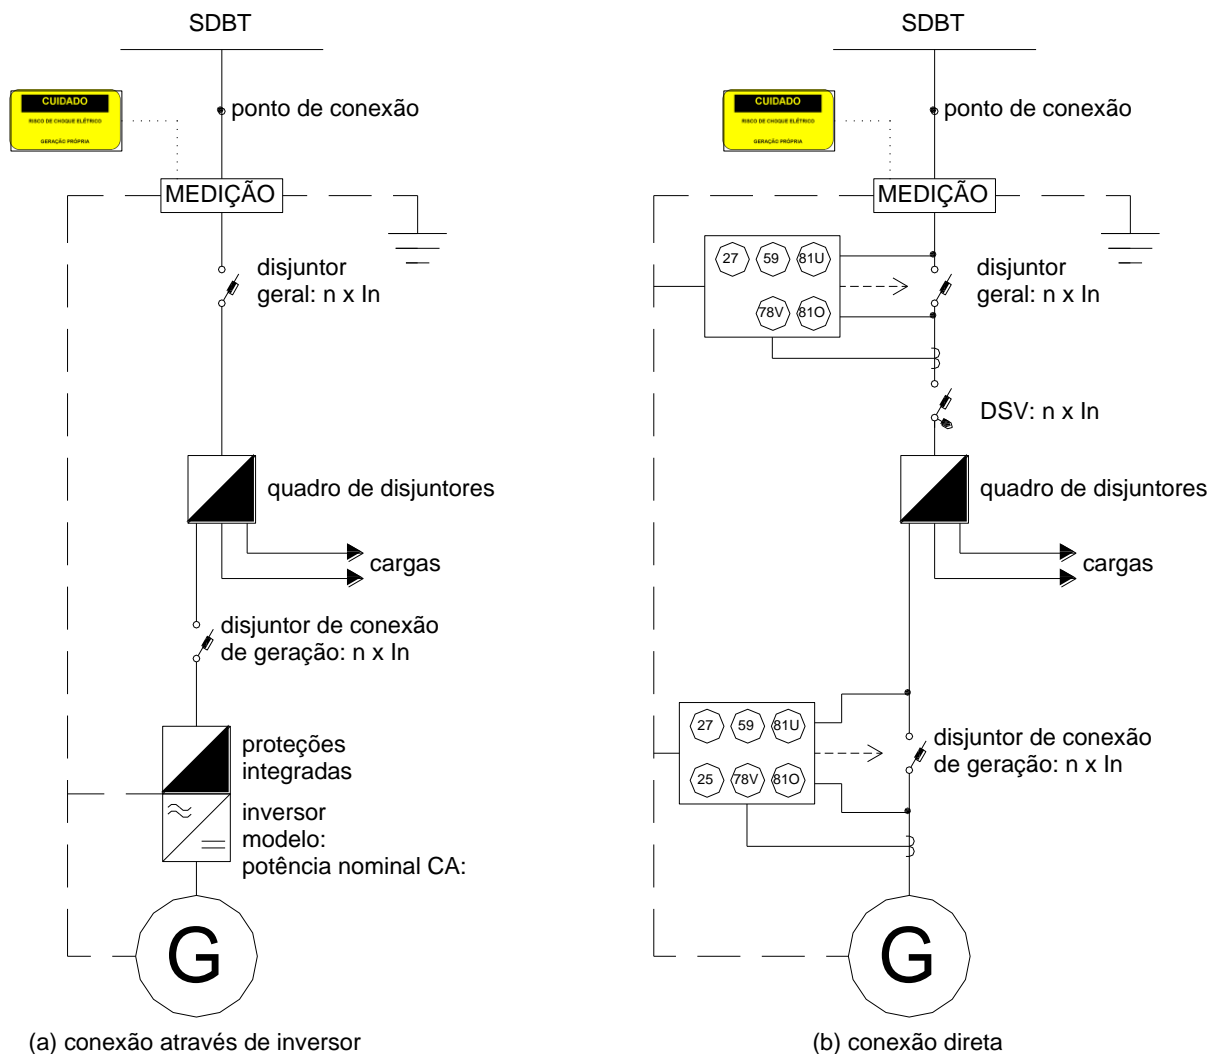 SDBT
CUIDADO
RISCO DE CHOQUE ELÉTRICO
GERAÇÃO PRÓPRIA
ponto de conexão
MEDIÇÃO
disjuntor
geral: n x In
quadro de disjuntores
cargas
disjuntor de conexão
de geração: n x In
proteções
integradas
inversor
modelo:
potência nominal CA:
G
(a) conexão através de inversor
SDBT
CUIDADO
RISCO DE CHOQUE ELÉTRICO
GERAÇÃO PRÓPRIA
ponto de conexão
MEDIÇÃO
27 59 81U
78V 81O
disjuntor
geral: n x In
DSV: n x In
quadro de disjuntores
cargas
27 59 81U
25 78V 81O
disjuntor de conexão
de geração: n x In
G
(b) conexão direta